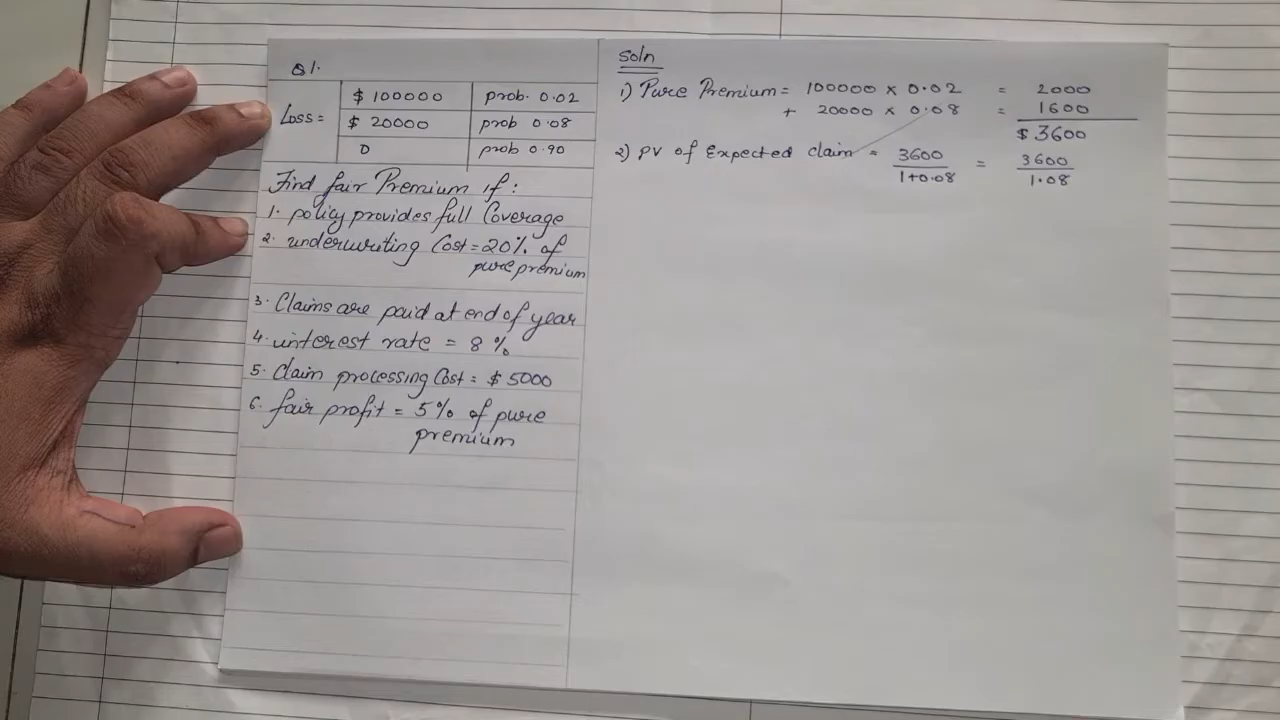 Q1.
Loss = $ 100000 prob. 0.02
$ 20000 prob 0.08
0 prob 0.90
Find fair Premium if :
1. policy provides full Coverage
2. underwriting Cost = 20% of
pure premium
3. Claims are paid at end of year
4. interest rate = 8 %
5. Claim processing Cost = $ 5000
6. fair profit = 5% of pure
premium
Soln
1) Pure Premium = 100000 × 0.02 = 2000
+ 20000 × 0.08 = 1600
$ 3600
2) PV of Expected claim = 3600 = 3600
1+0.08 1.08